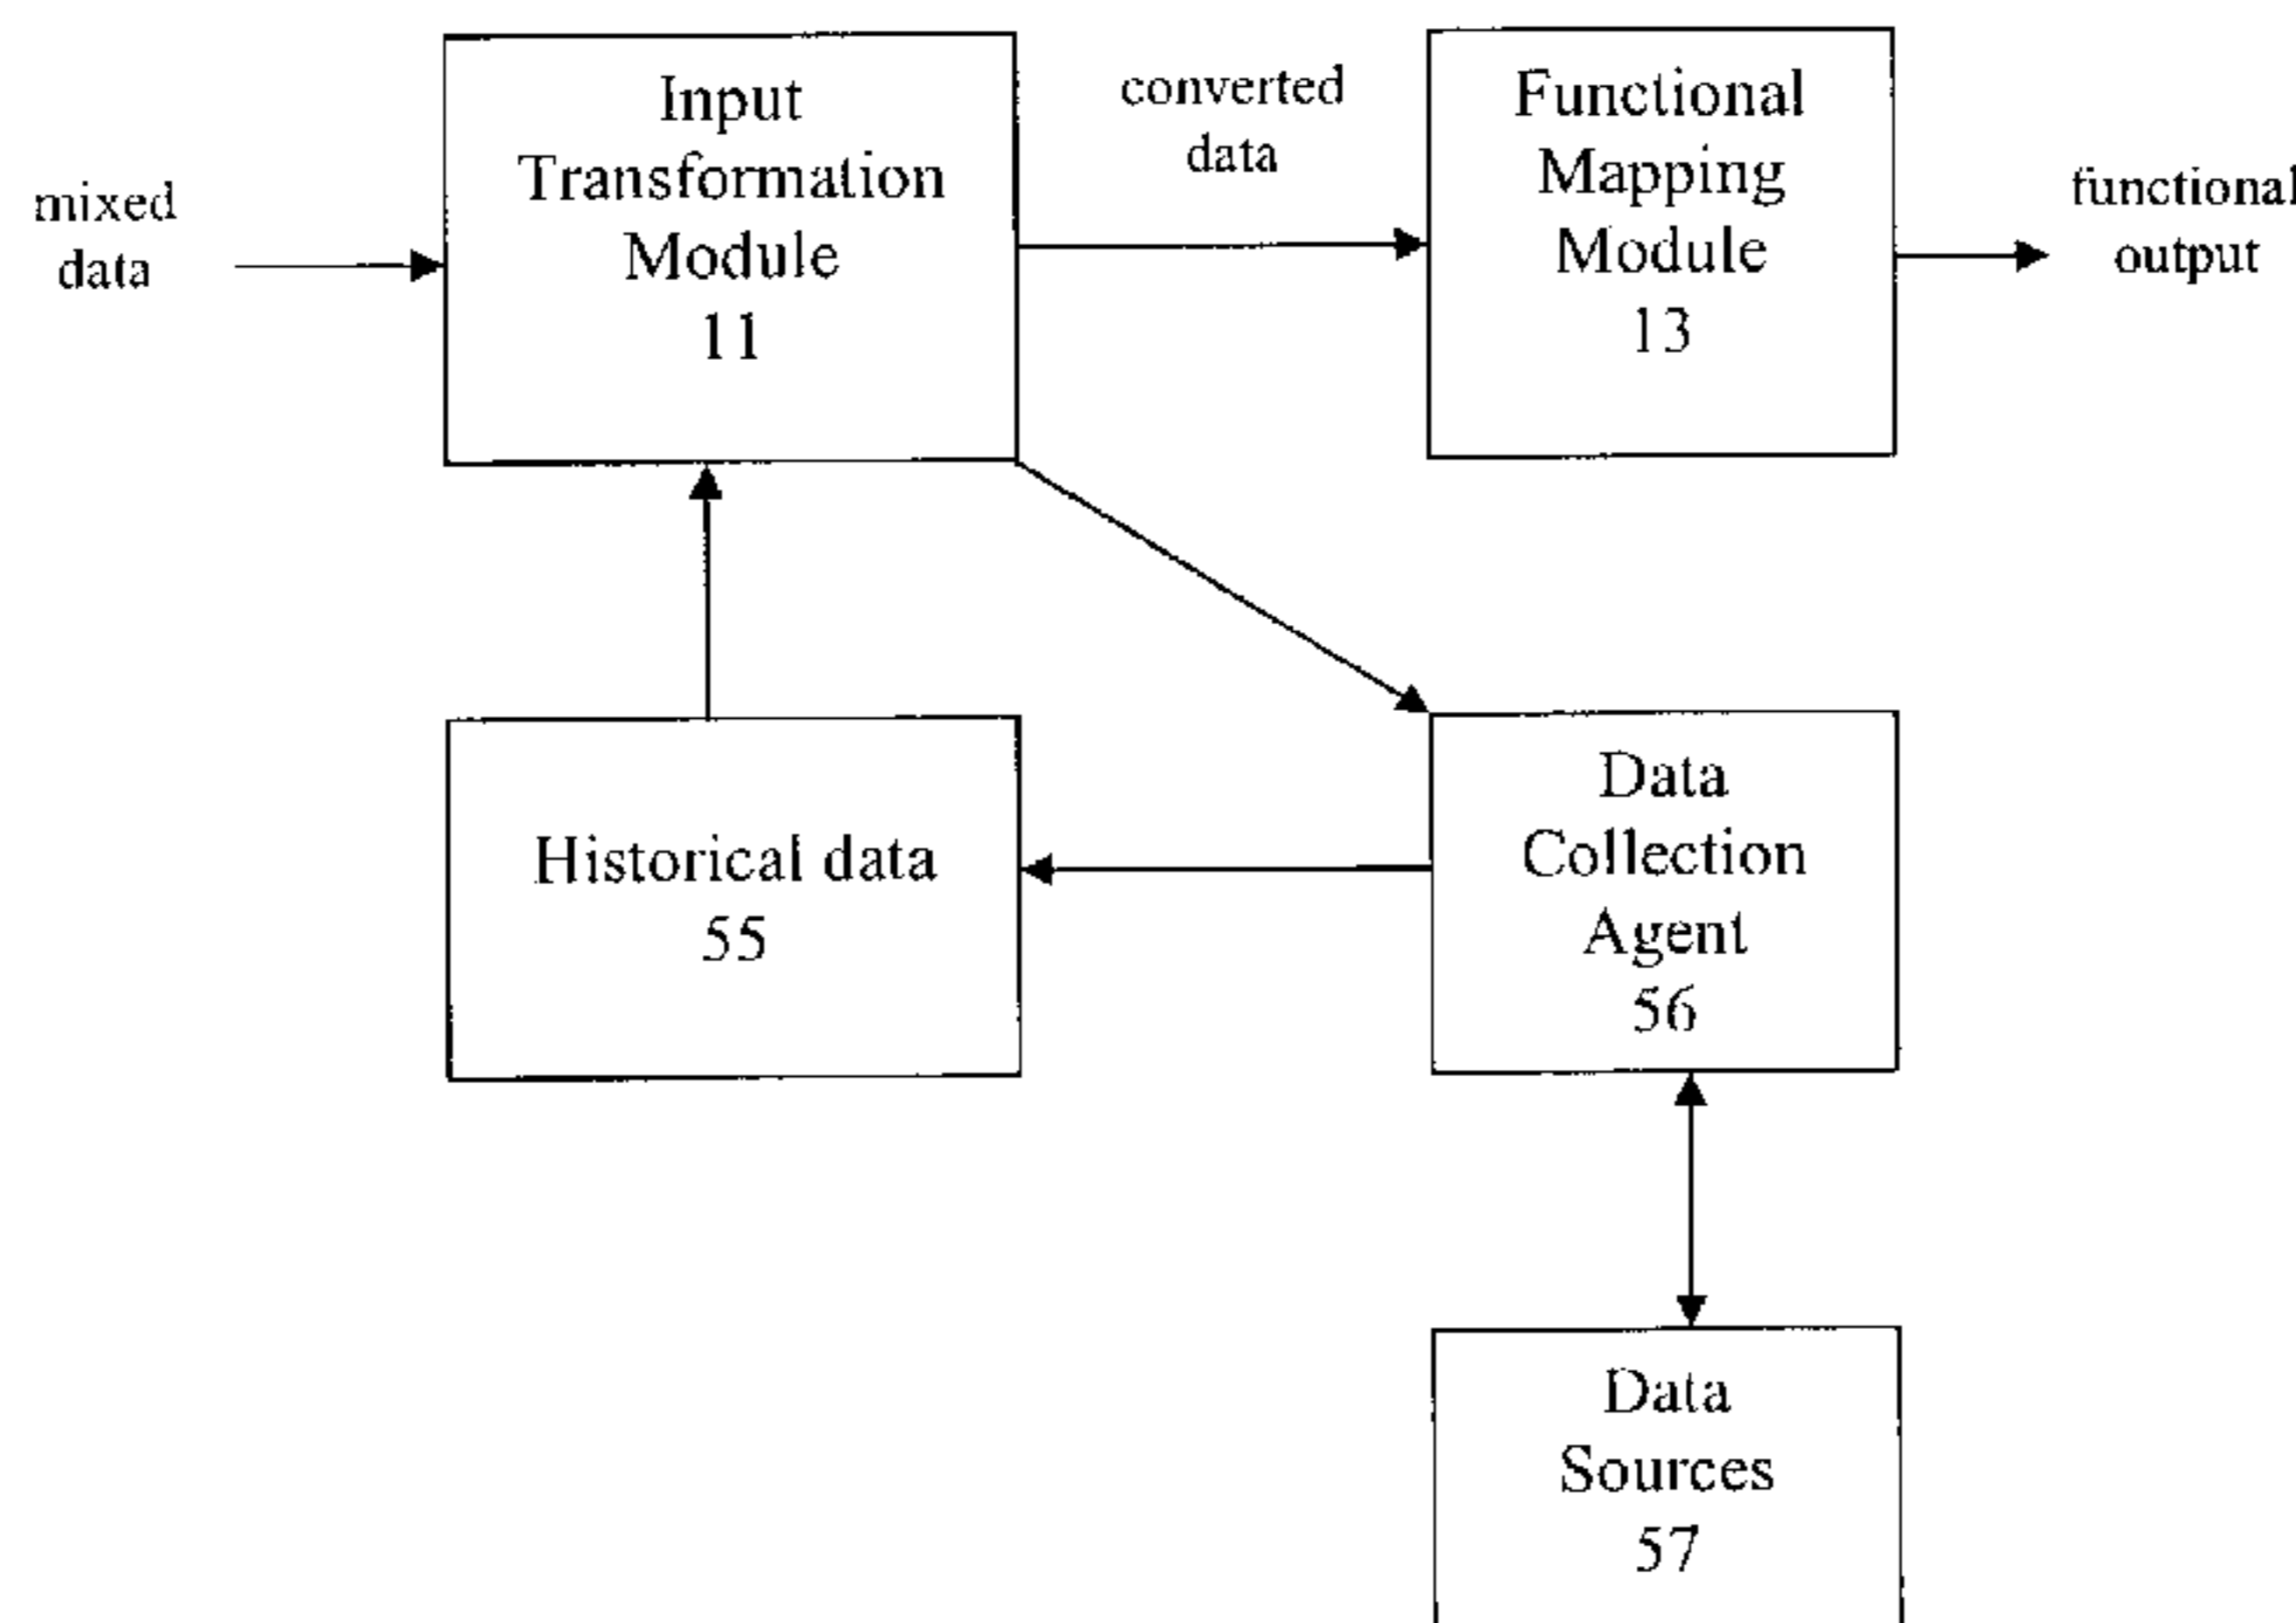 mixed
data
Input
Transformation
Module
11
converted
data
Functional
Mapping
Module
13
functional
output
Historical data
55
Data
Collection
Agent
56
Data
Sources
57